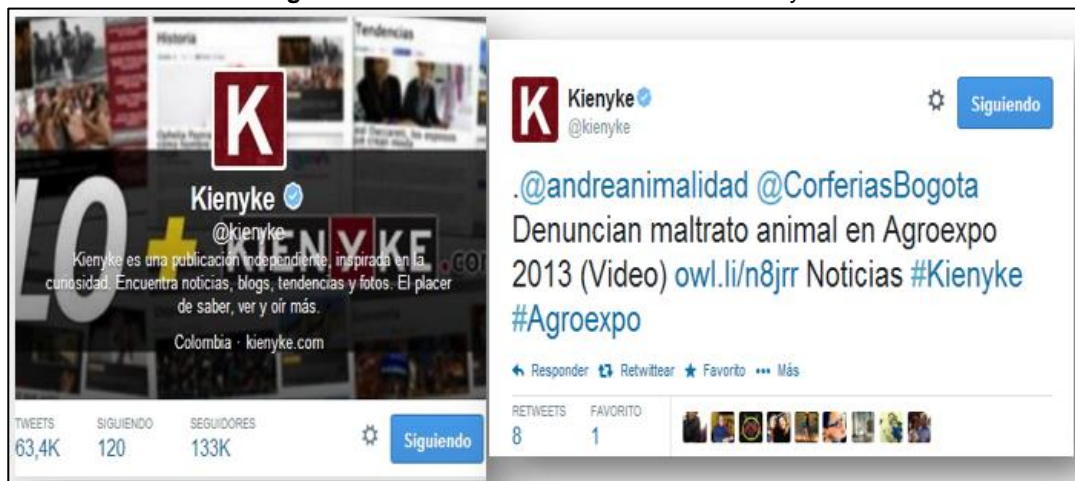 Historia
Tendencias
K
LO + KIENYKE.com
Kienyke
@kienyke
Kienyke es una publicación independiente, inspirada en la
curiosidad. Encuentra noticias, blogs, tendencias y fotos. El placer
de saber, ver y oír más.
Colombia · kienyke.com
TWEETS SIGUIENDO SEGUIDORES
63,4K 120 133K
Siguiendo
K
Kienyke
@kienyke
Siguiendo
.@andreanimalidad @CorferiasBogota
Denuncian maltrato animal en Agroexpo
2013 (Video) owl.li/n8jrr Noticias #Kienyke
#Agroexpo
Responder Retwittear Favorito ••• Más
RETWEETS FAVORITO
8 1